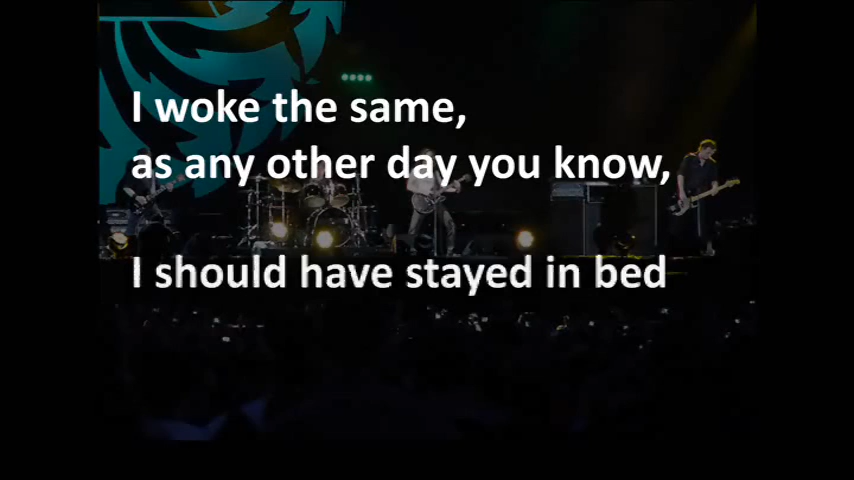 I woke the same,
as any other day you know,
I should have stayed in bed